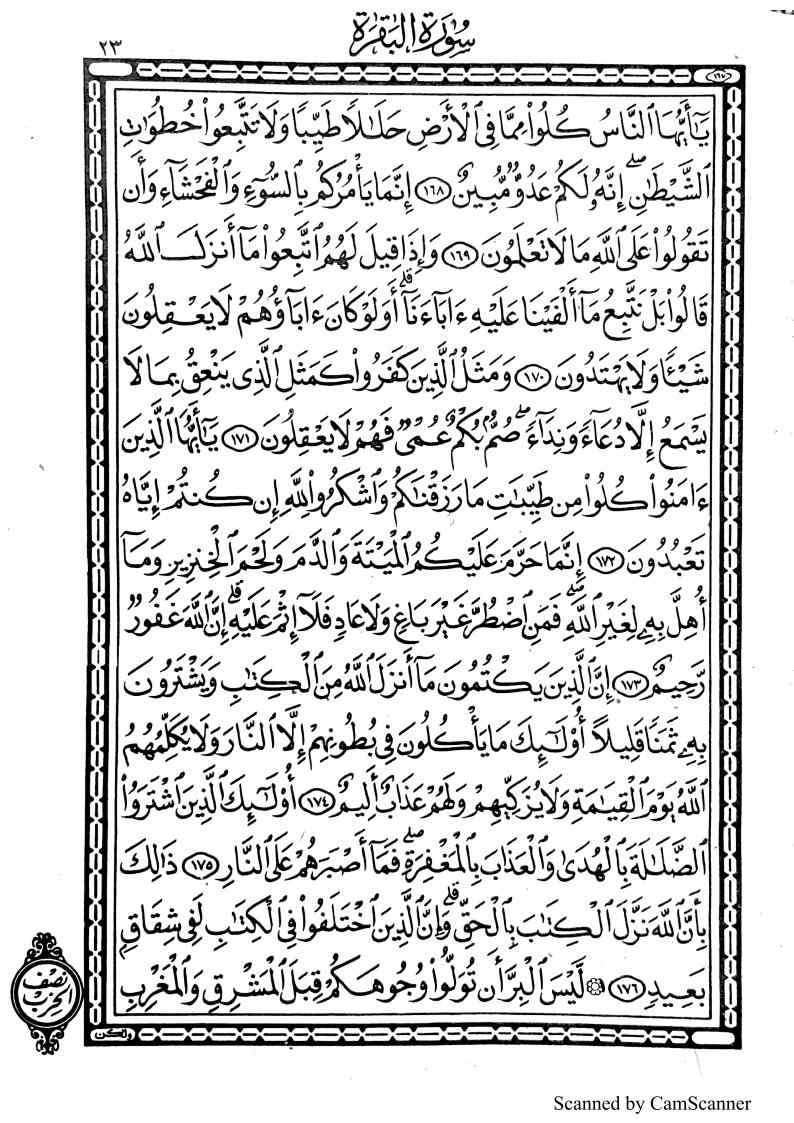 سُورَةُ البَقَرَةِ
٢٣
١٦٧
يَٰٓأَيُّهَا ٱلنَّاسُ كُلُوا۟ مِمَّا فِى ٱلْأَرْضِ حَلَٰلًا طَيِّبًا وَلَا تَتَّبِعُوا۟ خُطُوَٰتِ
ٱلشَّيْطَٰنِ ۖ إِنَّهُۥ لَكُمْ عَدُوٌّ مُّبِينٌ ١٦٨ إِنَّمَا يَأْمُرُكُم بِٱلسُّوٓءِ وَٱلْفَحْشَآءِ وَأَن
تَقُولُوا۟ عَلَى ٱللَّهِ مَا لَا تَعْلَمُونَ ١٦٩ وَإِذَا قِيلَ لَهُمُ ٱتَّبِعُوا۟ مَآ أَنزَلَ ٱللَّهُ
قَالُوا۟ بَلْ نَتَّبِعُ مَآ أَلْفَيْنَا عَلَيْهِ ءَابَآءَنَآ ۗ أَوَلَوْ كَانَ ءَابَآؤُهُمْ لَا يَعْقِلُونَ
شَيْـًٔا وَلَا يَهْتَدُونَ ١٧٠ وَمَثَلُ ٱلَّذِينَ كَفَرُوا۟ كَمَثَلِ ٱلَّذِى يَنْعِقُ بِمَا لَا
يَسْمَعُ إِلَّا دُعَآءً وَنِدَآءً ۚ صُمٌّۢ بُكْمٌ عُمْىٌ فَهُمْ لَا يَعْقِلُونَ ١٧١ يَٰٓأَيُّهَا ٱلَّذِينَ
ءَامَنُوا۟ كُلُوا۟ مِن طَيِّبَٰتِ مَا رَزَقْنَٰكُمْ وَٱشْكُرُوا۟ لِلَّهِ إِن كُنتُمْ إِيَّاهُ
تَعْبُدُونَ ١٧٢ إِنَّمَا حَرَّمَ عَلَيْكُمُ ٱلْمَيْتَةَ وَٱلدَّمَ وَلَحْمَ ٱلْخِنزِيرِ وَمَآ
أُهِلَّ بِهِۦ لِغَيْرِ ٱللَّهِ ۖ فَمَنِ ٱضْطُرَّ غَيْرَ بَاغٍ وَلَا عَادٍ فَلَآ إِثْمَ عَلَيْهِ ۗ إِنَّ ٱللَّهَ غَفُورٌ
رَّحِيمٌ ١٧٣ إِنَّ ٱلَّذِينَ يَكْتُمُونَ مَآ أَنزَلَ ٱللَّهُ مِنَ ٱلْكِتَٰبِ وَيَشْتَرُونَ
بِهِۦ ثَمَنًا قَلِيلًا أُو۟لَٰٓئِكَ مَا يَأْكُلُونَ فِى بُطُونِهِمْ إِلَّا ٱلنَّارَ وَلَا يُكَلِّمُهُمُ
ٱللَّهُ يَوْمَ ٱلْقِيَٰمَةِ وَلَا يُزَكِّيهِمْ وَلَهُمْ عَذَابٌ أَلِيمٌ ١٧٤ أُو۟لَٰٓئِكَ ٱلَّذِينَ ٱشْتَرَوُا۟
ٱلضَّلَٰلَةَ بِٱلْهُدَىٰ وَٱلْعَذَابَ بِٱلْمَغْفِرَةِ ۚ فَمَآ أَصْبَرَهُمْ عَلَى ٱلنَّارِ ١٧٥ ذَٰلِكَ
بِأَنَّ ٱللَّهَ نَزَّلَ ٱلْكِتَٰبَ بِٱلْحَقِّ ۗ وَإِنَّ ٱلَّذِينَ ٱخْتَلَفُوا۟ فِى ٱلْكِتَٰبِ لَفِى شِقَاقٍۭ
بَعِيدٍ ١٧٦ ۞ لَّيْسَ ٱلْبِرَّ أَن تُوَلُّوا۟ وُجُوهَكُمْ قِبَلَ ٱلْمَشْرِقِ وَٱلْمَغْرِبِ
نصف
الحزب
ولكن
Scanned by CamScanner